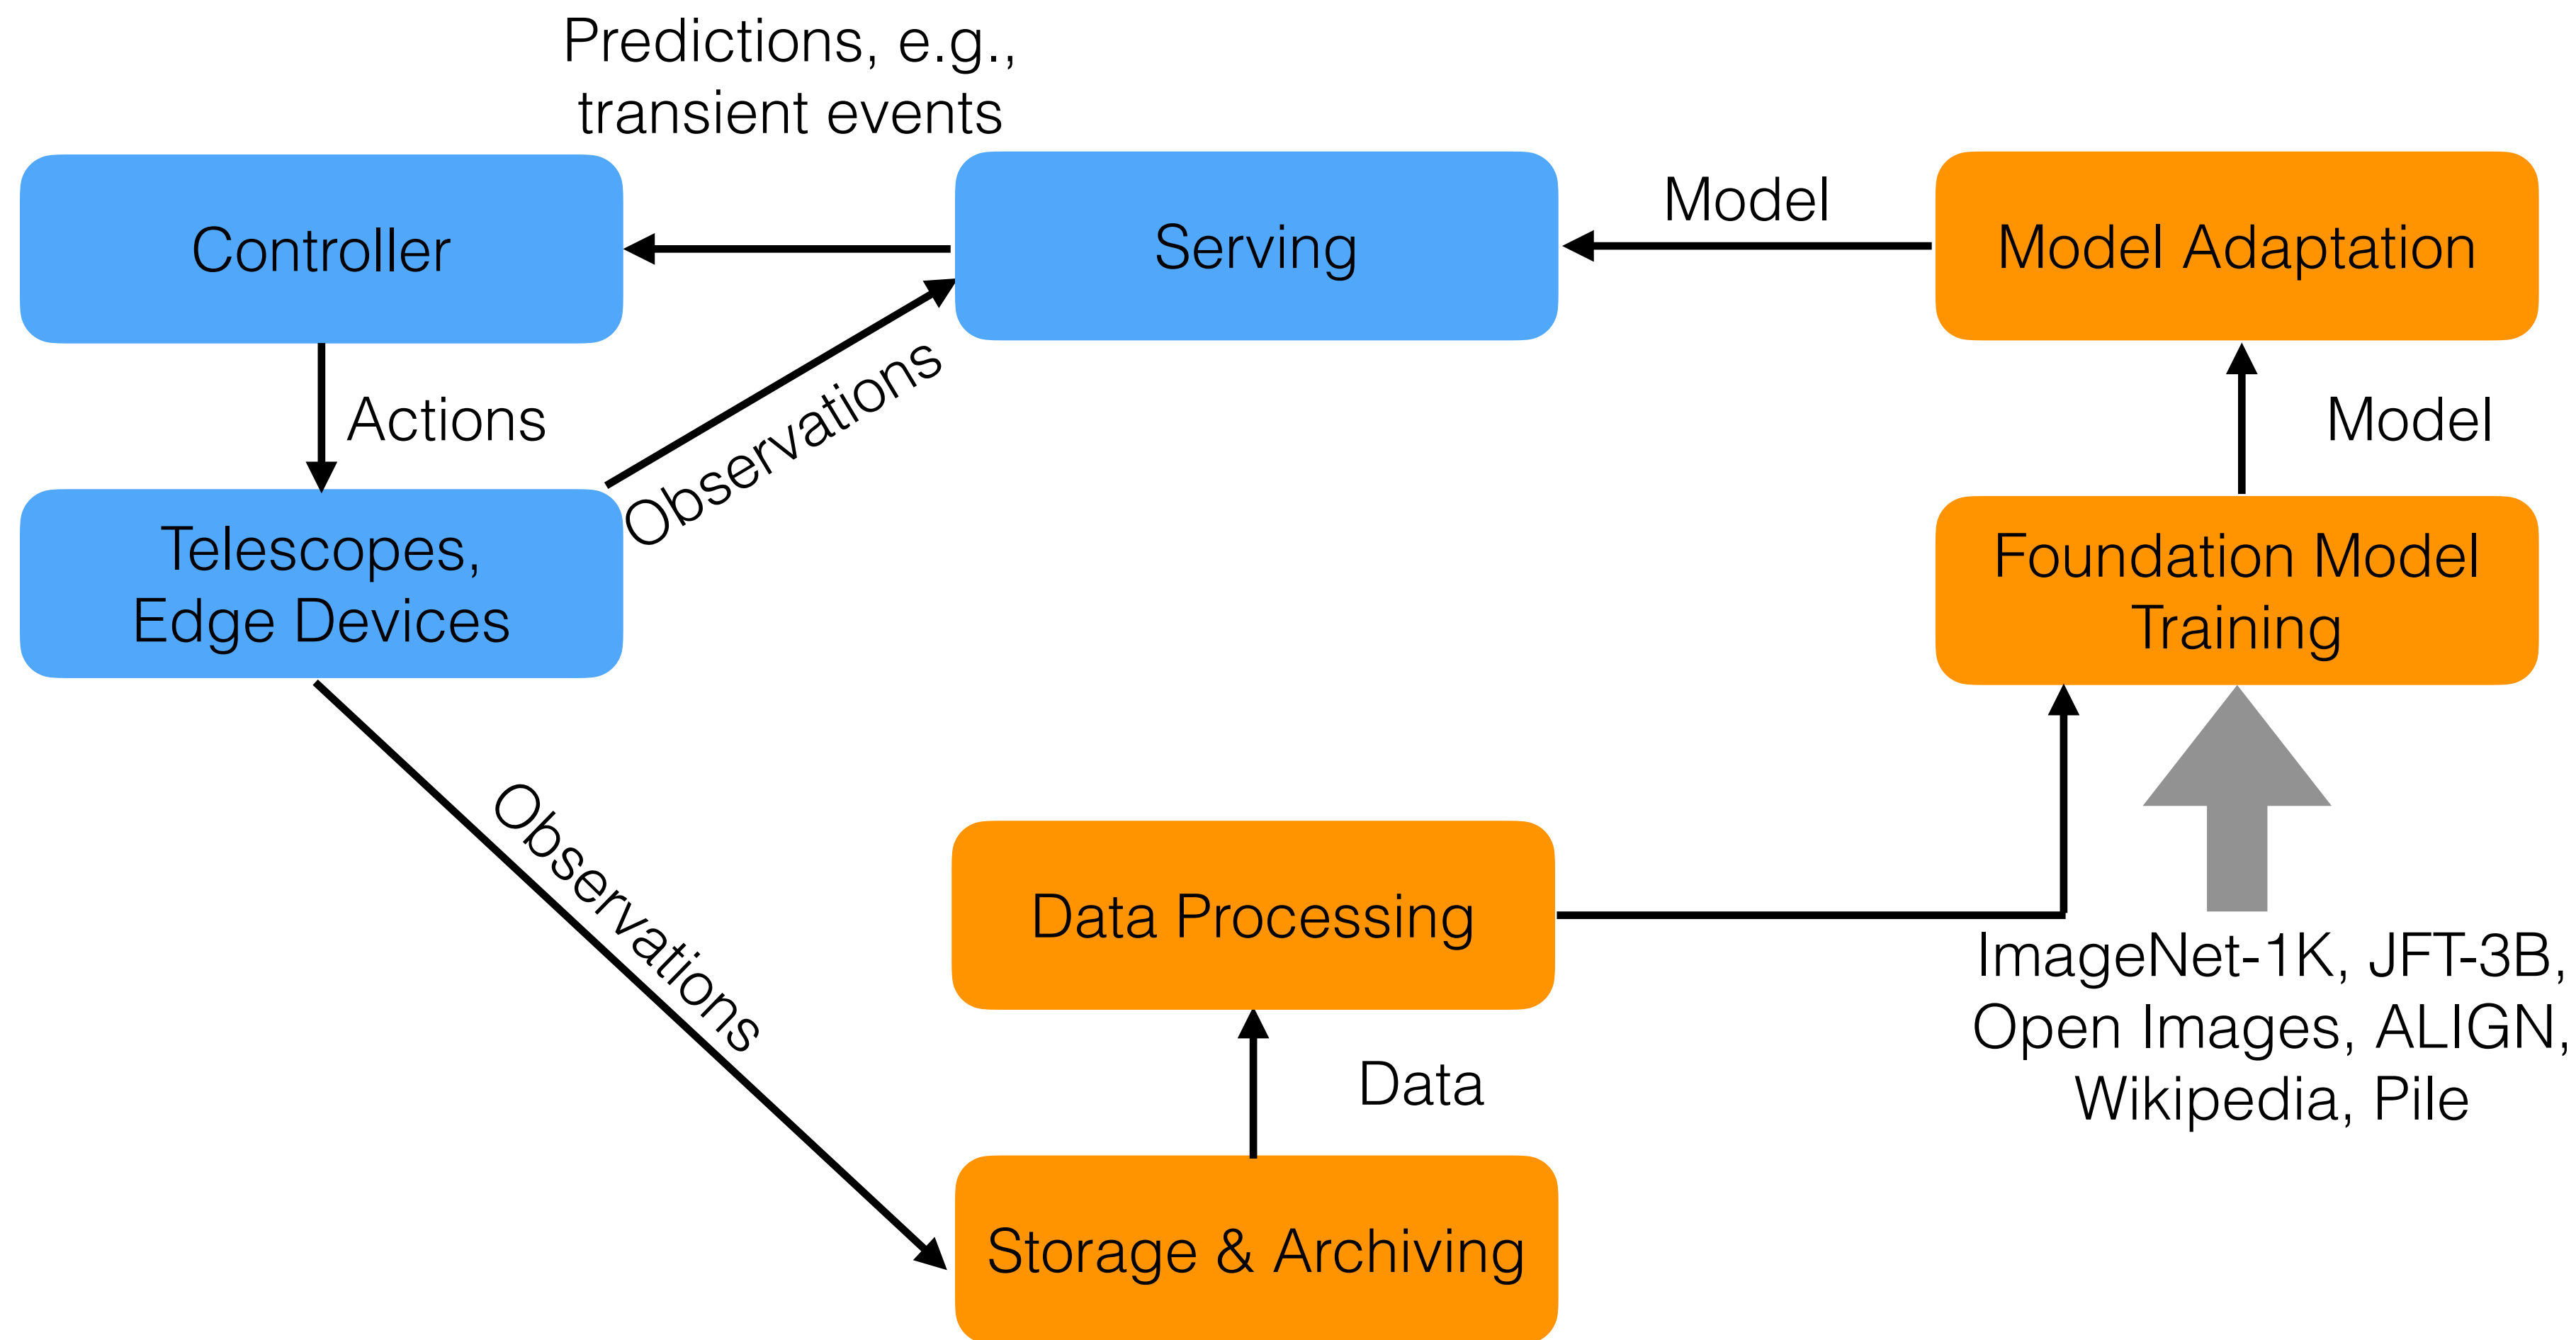 Predictions, e.g.,
transient events
Controller
Serving
Model
Model Adaptation
Actions
Observations
Model
Telescopes,
Edge Devices
Foundation Model
Training
Observations
Data Processing
ImageNet-1K, JFT-3B,
Open Images, ALIGN,
Wikipedia, Pile
Data
Storage & Archiving